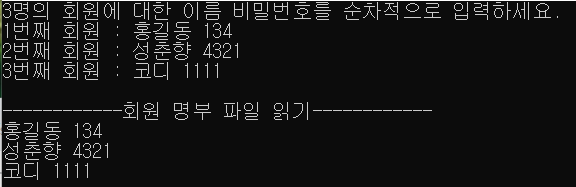 3명의 회원에 대한 이름 비밀번호를 순차적으로 입력하세요.
1번째 회원 : 홍길동 134
2번째 회원 : 성춘향 4321
3번째 회원 : 코디 1111
------------회원 명부 파일 읽기------------
홍길동 134
성춘향 4321
코디 1111